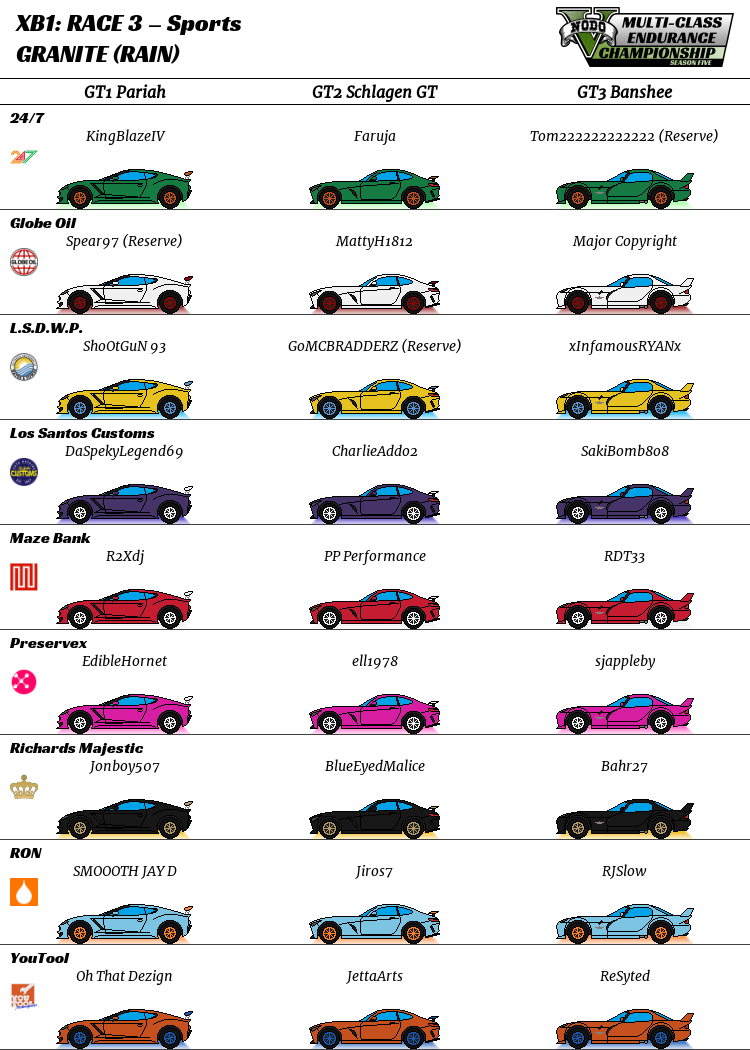 XB1: RACE 3 – Sports
GRANITE (RAIN)
NODO
MULTI-CLASS
ENDURANCE
CHAMPIONSHIP
SEASON FIVE
GT1 Pariah GT2 Schlagen GT GT3 Banshee
24/7
KingBlazeIV Faruja Tom222222222222 (Reserve)
24/7
Globe Oil
Spear97 (Reserve) MattyH1812 Major Copyright
GLOBE OIL
L.S.D.W.P.
ShoOtGuN 93 GoMCBRADDERZ (Reserve) xInfamousRYANx
Los Santos Customs
DaSpekyLegend69 CharlieAddo2 SakiBomb808
CUSTOMS
Maze Bank
R2Xdj PP Performance RDT33
Preservex
EdibleHornet ell1978 sjappleby
Richards Majestic
Jonboy507 BlueEyedMalice Bahr27
RON
SMOOOTH JAY D Jiros7 RJSlow
YouTool
Oh That Dezign JettaArts ReSyted
YOU
TOOL